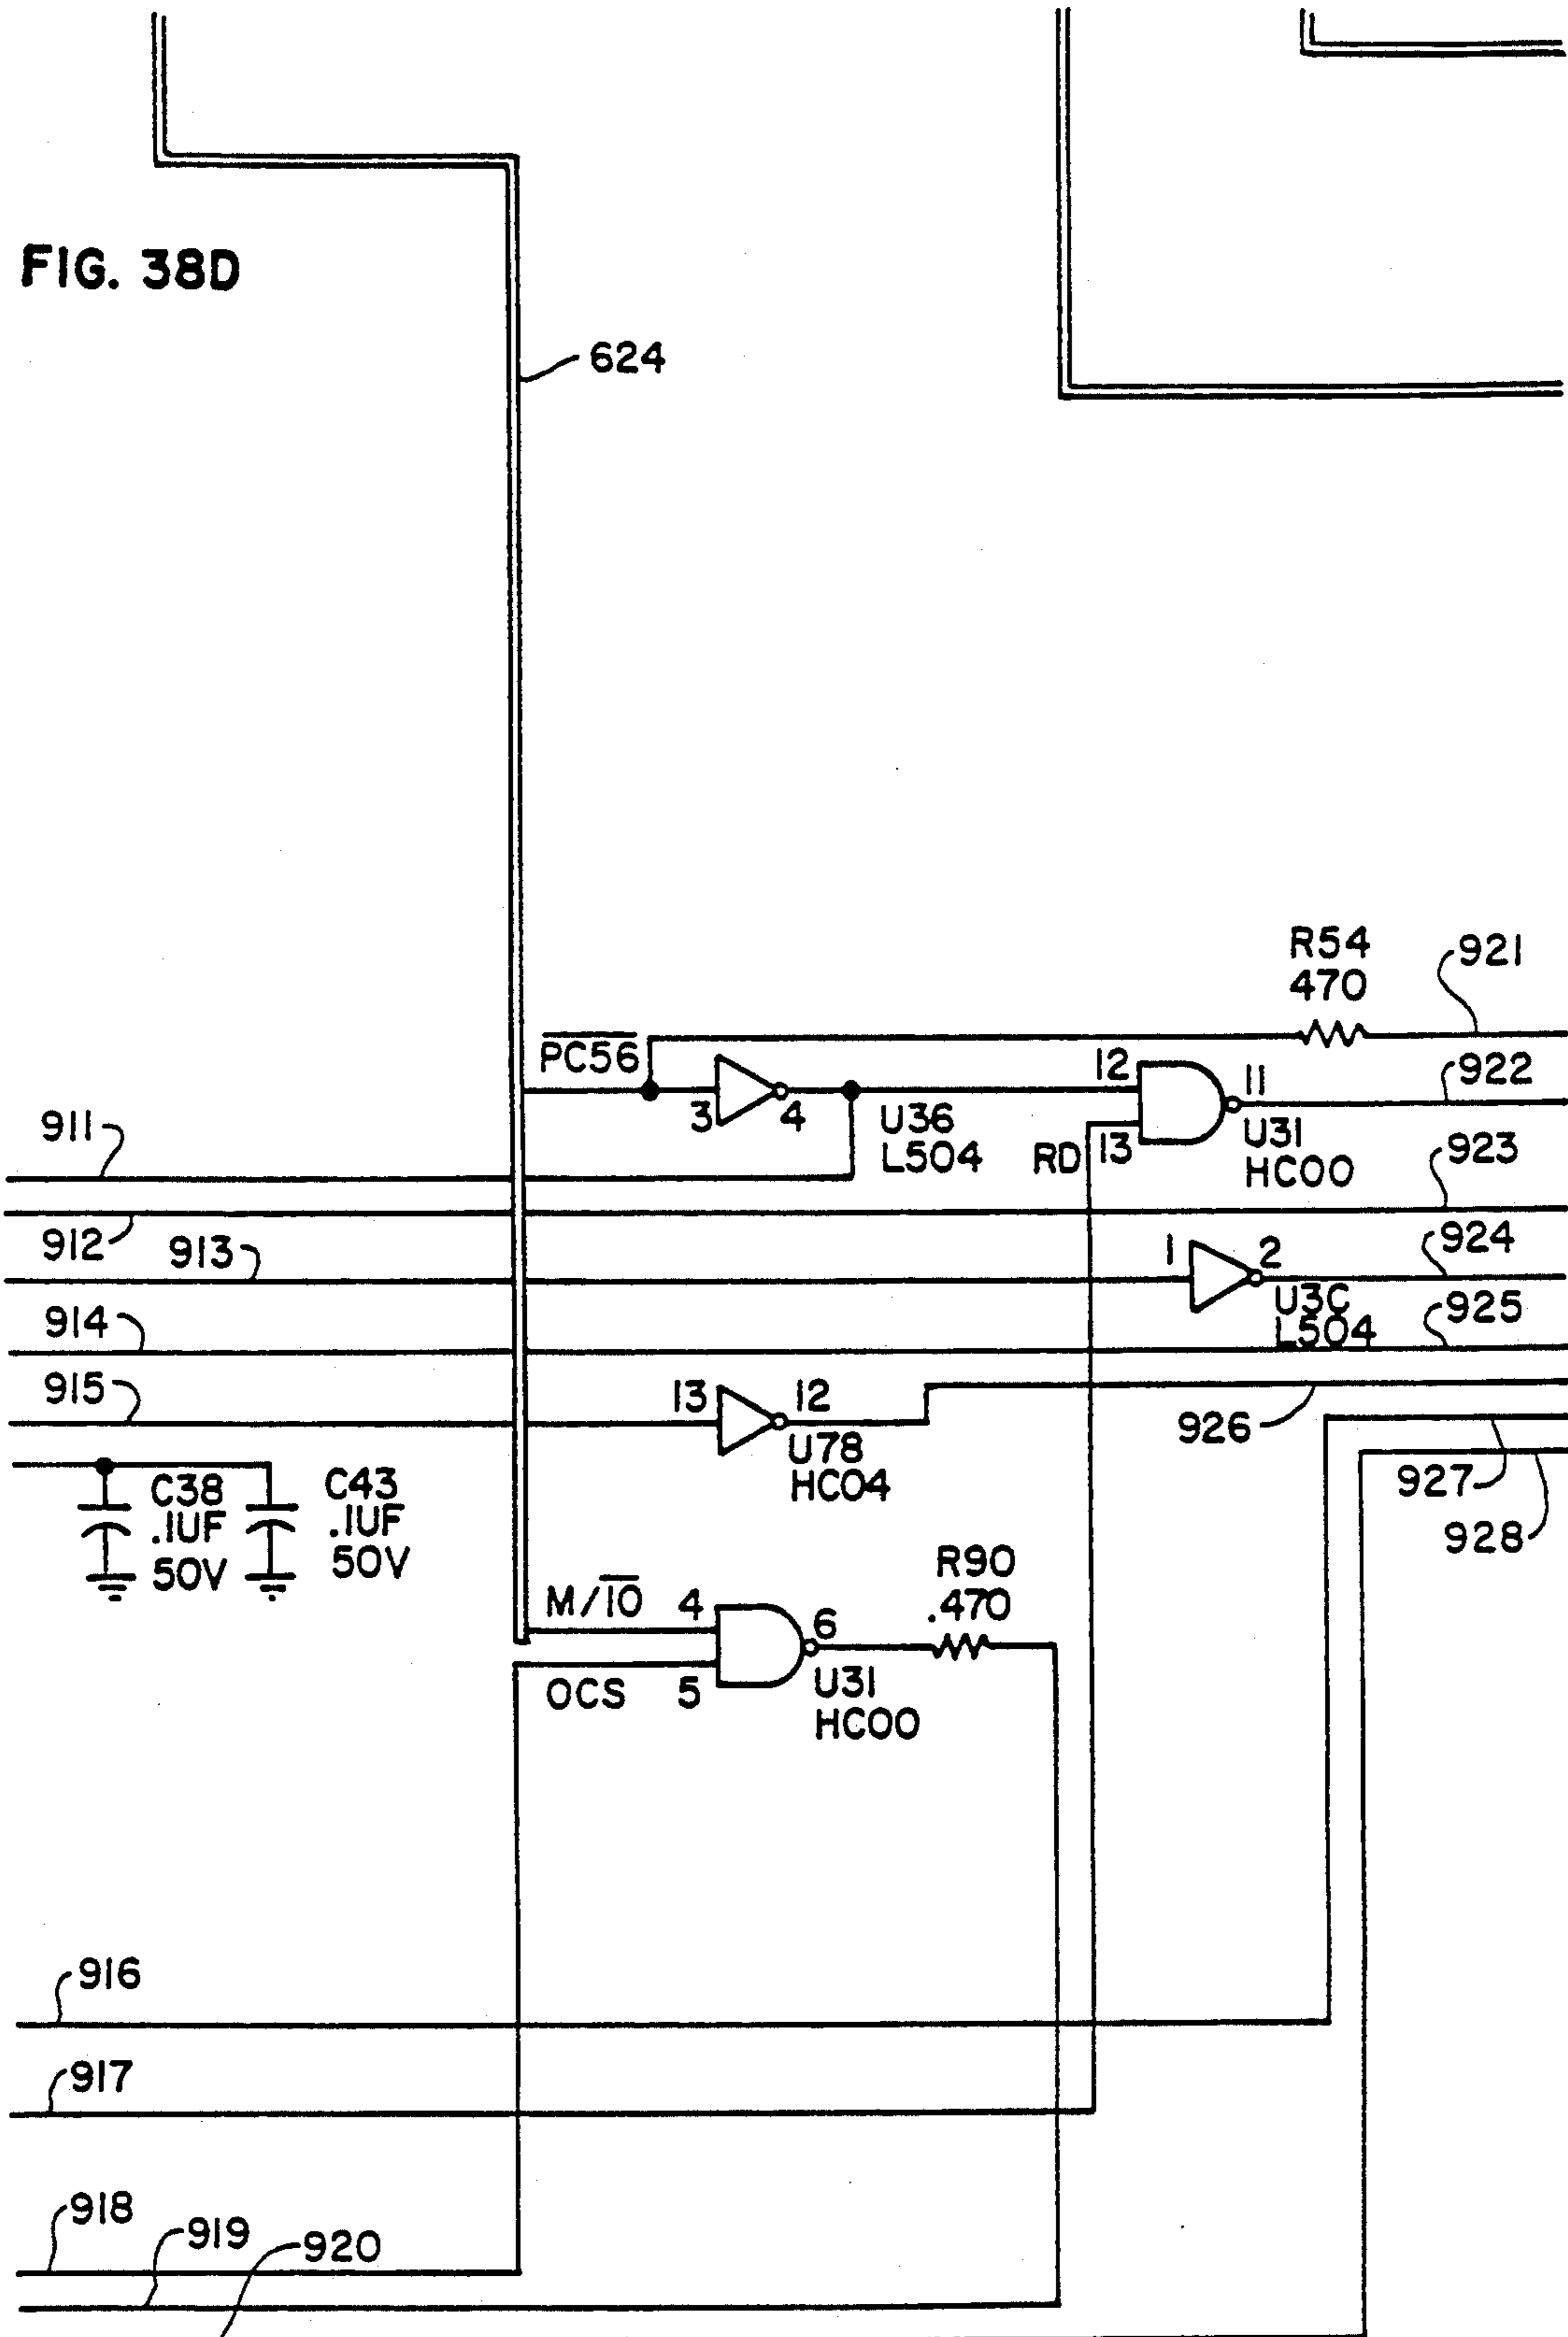 FIG. 38D
624
R54
470
921
PC56
12
11
922
3
4
U36
LS04
RD
13
U31
HC00
911
923
912
913
1
2
924
U3C
LS04
914
925
915
13
12
926
U78
HC04
927
928
C38
.1UF
50V
C43
.1UF
50V
R90
.470
M/IO
4
6
OCS
5
U31
HC00
916
917
918
919
920